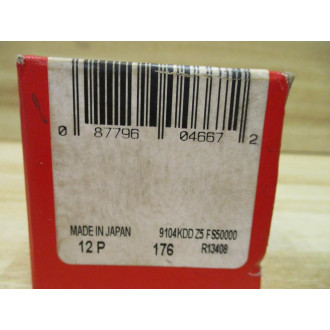 0 87796 04667 2
MADE IN JAPAN 9104KDD Z5 FS50000
12 P 176 R13408